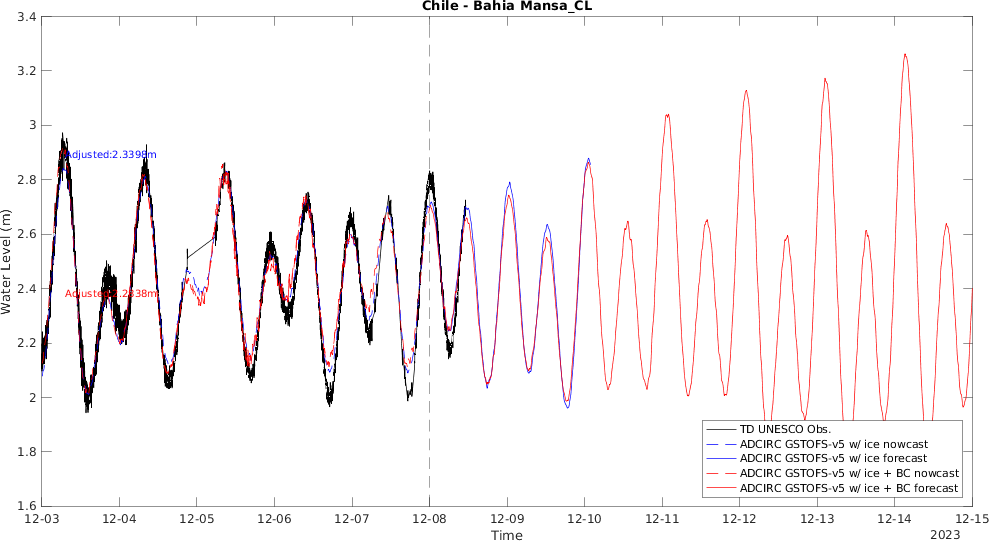 Chile - Bahia Mansa_CL
3.4
3.2
3
2.8
2.6
2.4
2.2
2
1.8
1.6
Water Level (m)
Adjusted:2.3398m
TD UNESCO Obs.
ADCIRC GSTOFS-v5 w/ ice nowcast
ADCIRC GSTOFS-v5 w/ ice forecast
ADCIRC GSTOFS-v5 w/ ice + BC nowcast
ADCIRC GSTOFS-v5 w/ ice + BC forecast
12-03 12-04 12-05 12-06 12-07 12-08 12-09 12-10 12-11 12-12 12-13 12-14 12-15
Time
2023